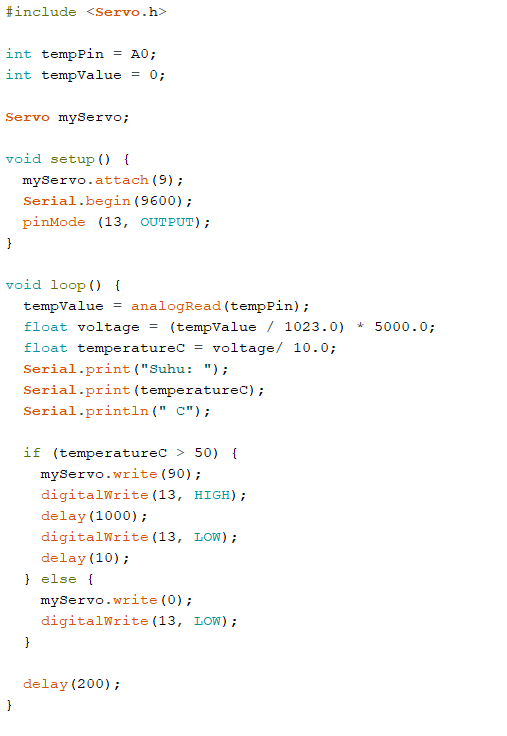 #include <Servo.h>

int tempPin = A0;
int tempValue = 0;

Servo myServo;

void setup() {
  myServo.attach(9);
  Serial.begin(9600);
  pinMode (13, OUTPUT);
}

void loop() {
  tempValue = analogRead(tempPin);
  float voltage = (tempValue / 1023.0) * 5000.0;
  float temperatureC = voltage/ 10.0;
  Serial.print("Suhu: ");
  Serial.print(temperatureC);
  Serial.println(" C");

  if (temperatureC > 50) {
    myServo.write(90);
    digitalWrite(13, HIGH);
    delay(1000);
    digitalWrite(13, LOW);
    delay(10);
  } else {
    myServo.write(0);
    digitalWrite(13, LOW);
  }

  delay(200);
}